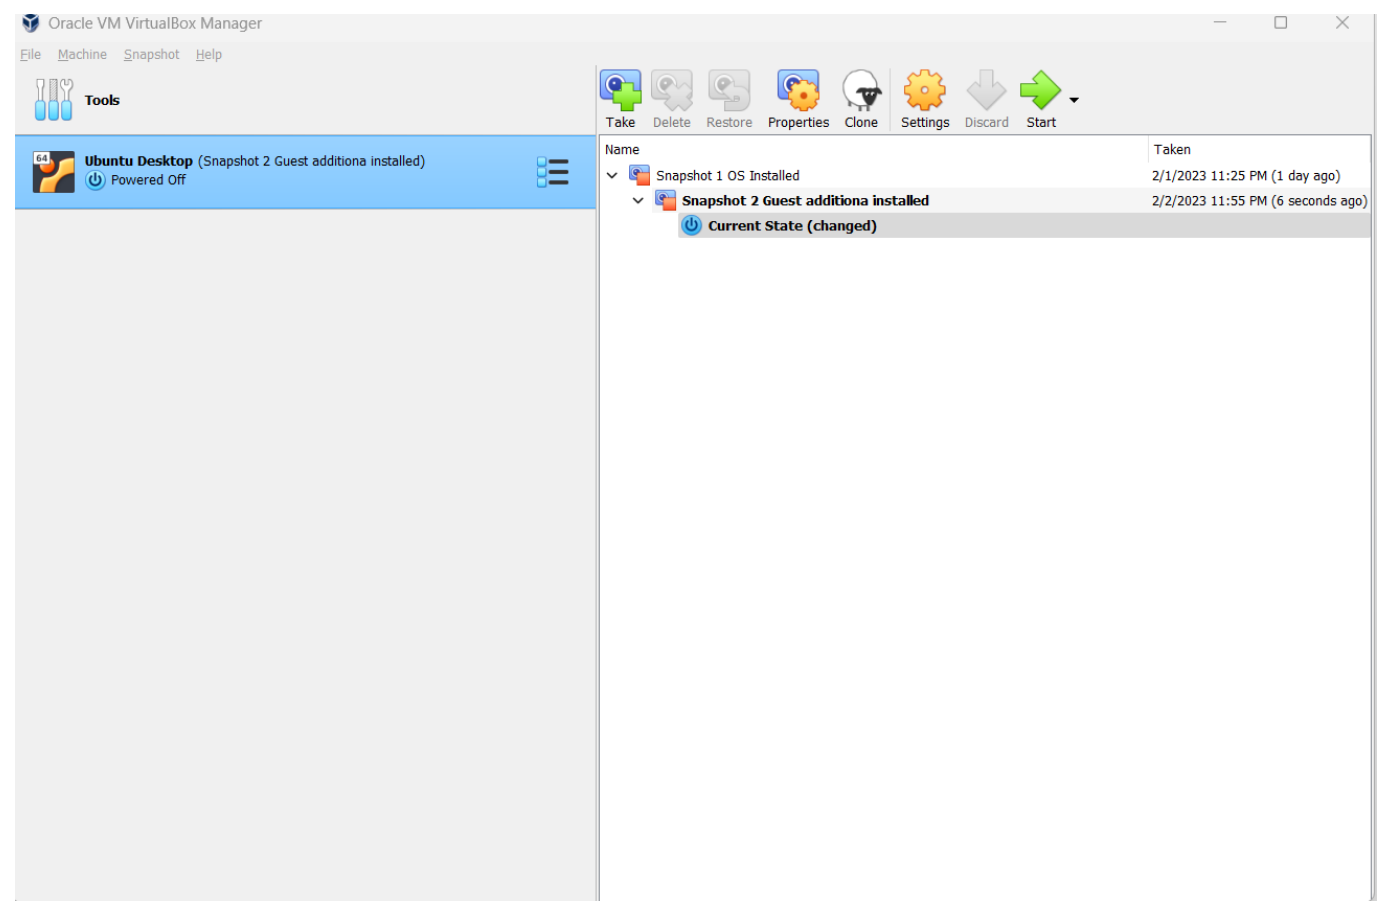 Oracle VM VirtualBox Manager
File Machine Snapshot Help
Tools
Take Delete Restore Properties Clone Settings Discard Start
64
Ubuntu Desktop (Snapshot 2 Guest additiona installed)
Powered Off
Name Taken
Snapshot 1 OS Installed 2/1/2023 11:25 PM (1 day ago)
Snapshot 2 Guest additiona installed 2/2/2023 11:55 PM (6 seconds ago)
Current State (changed)